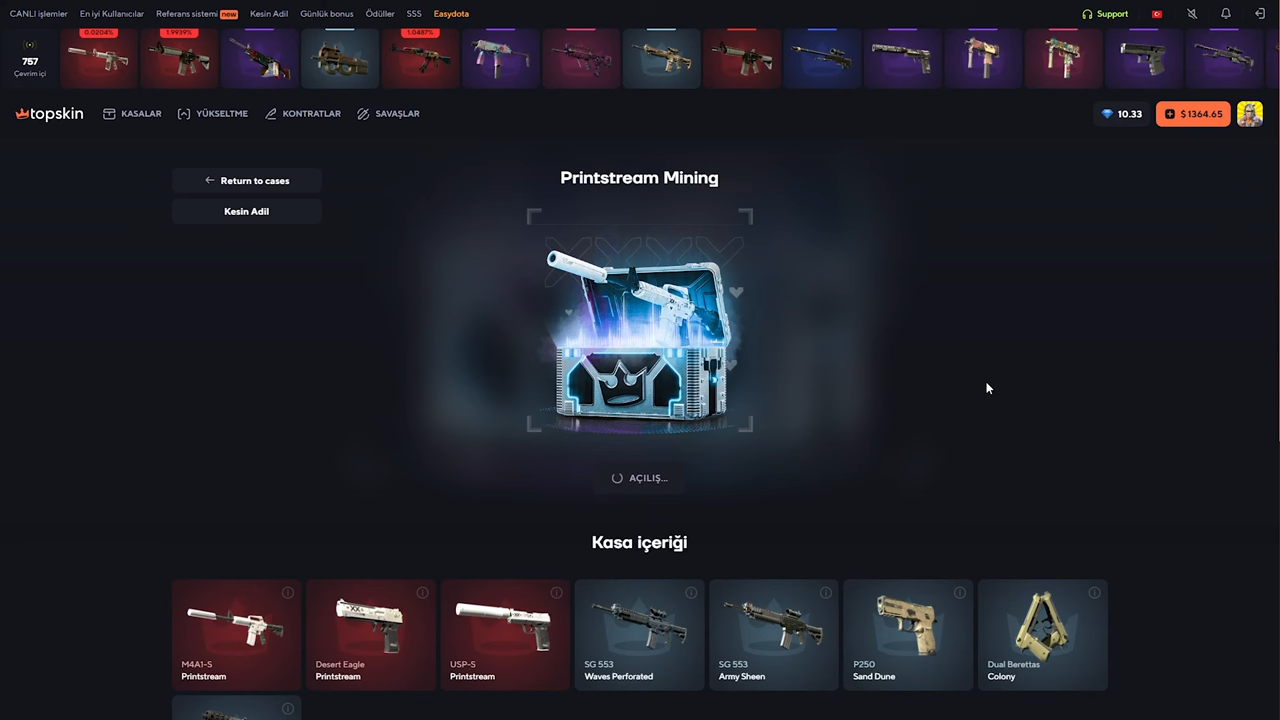 CANLI işlemler En iyi Kullanıcılar Referans sistemi new Kesin Adil Günlük bonus Ödüller SSS Easydota Support
0.0204% 1.9939% 1.0487%
757
Çevrim içi
topskin KASALAR YÜKSELTME KONTRATLAR SAVAŞLAR 10.33 $ 1364.65
Return to cases
Kesin Adil
Printstream Mining
AÇILIŞ...
Kasa içeriği
M4A1-S
Printstream
Desert Eagle
Printstream
USP-S
Printstream
SG 553
Waves Perforated
SG 553
Army Sheen
P250
Sand Dune
Dual Berettas
Colony